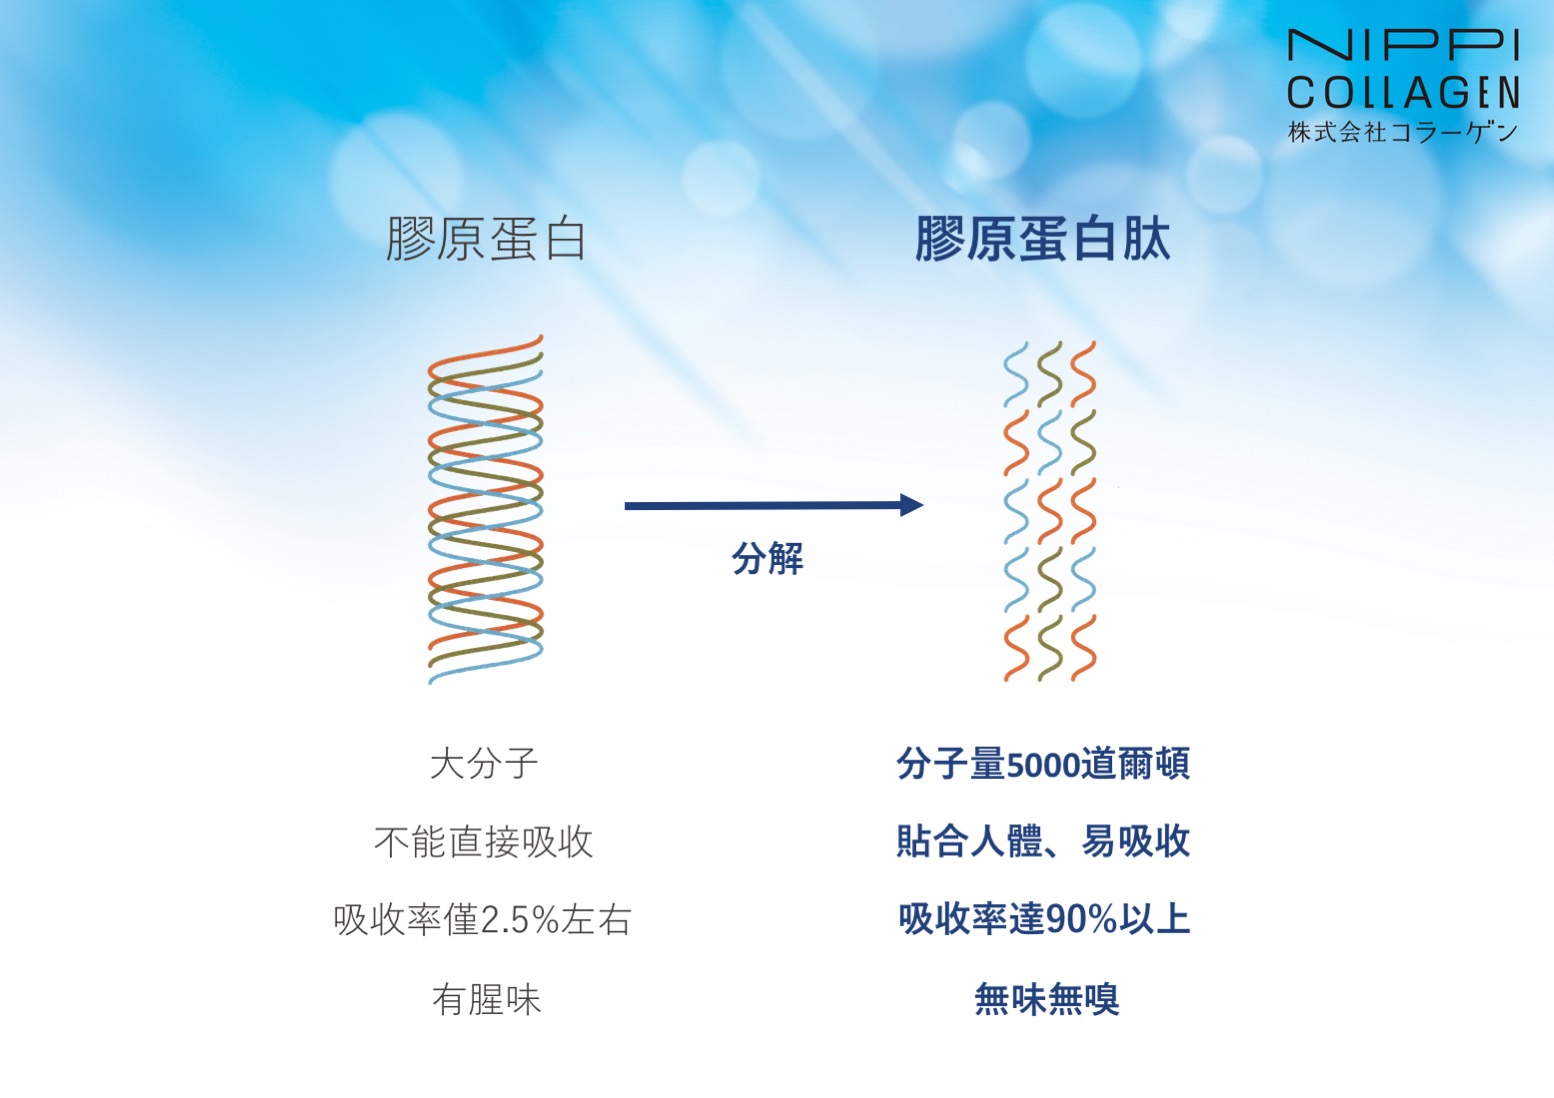 NIPPI
COLLAGEN
株式会社コラーゲン
膠原蛋白
膠原蛋白肽
分解
大分子
分子量5000道爾頓
不能直接吸收
貼合人體、易吸收
吸收率僅2.5%左右
吸收率達90%以上
有腥味
無味無嗅